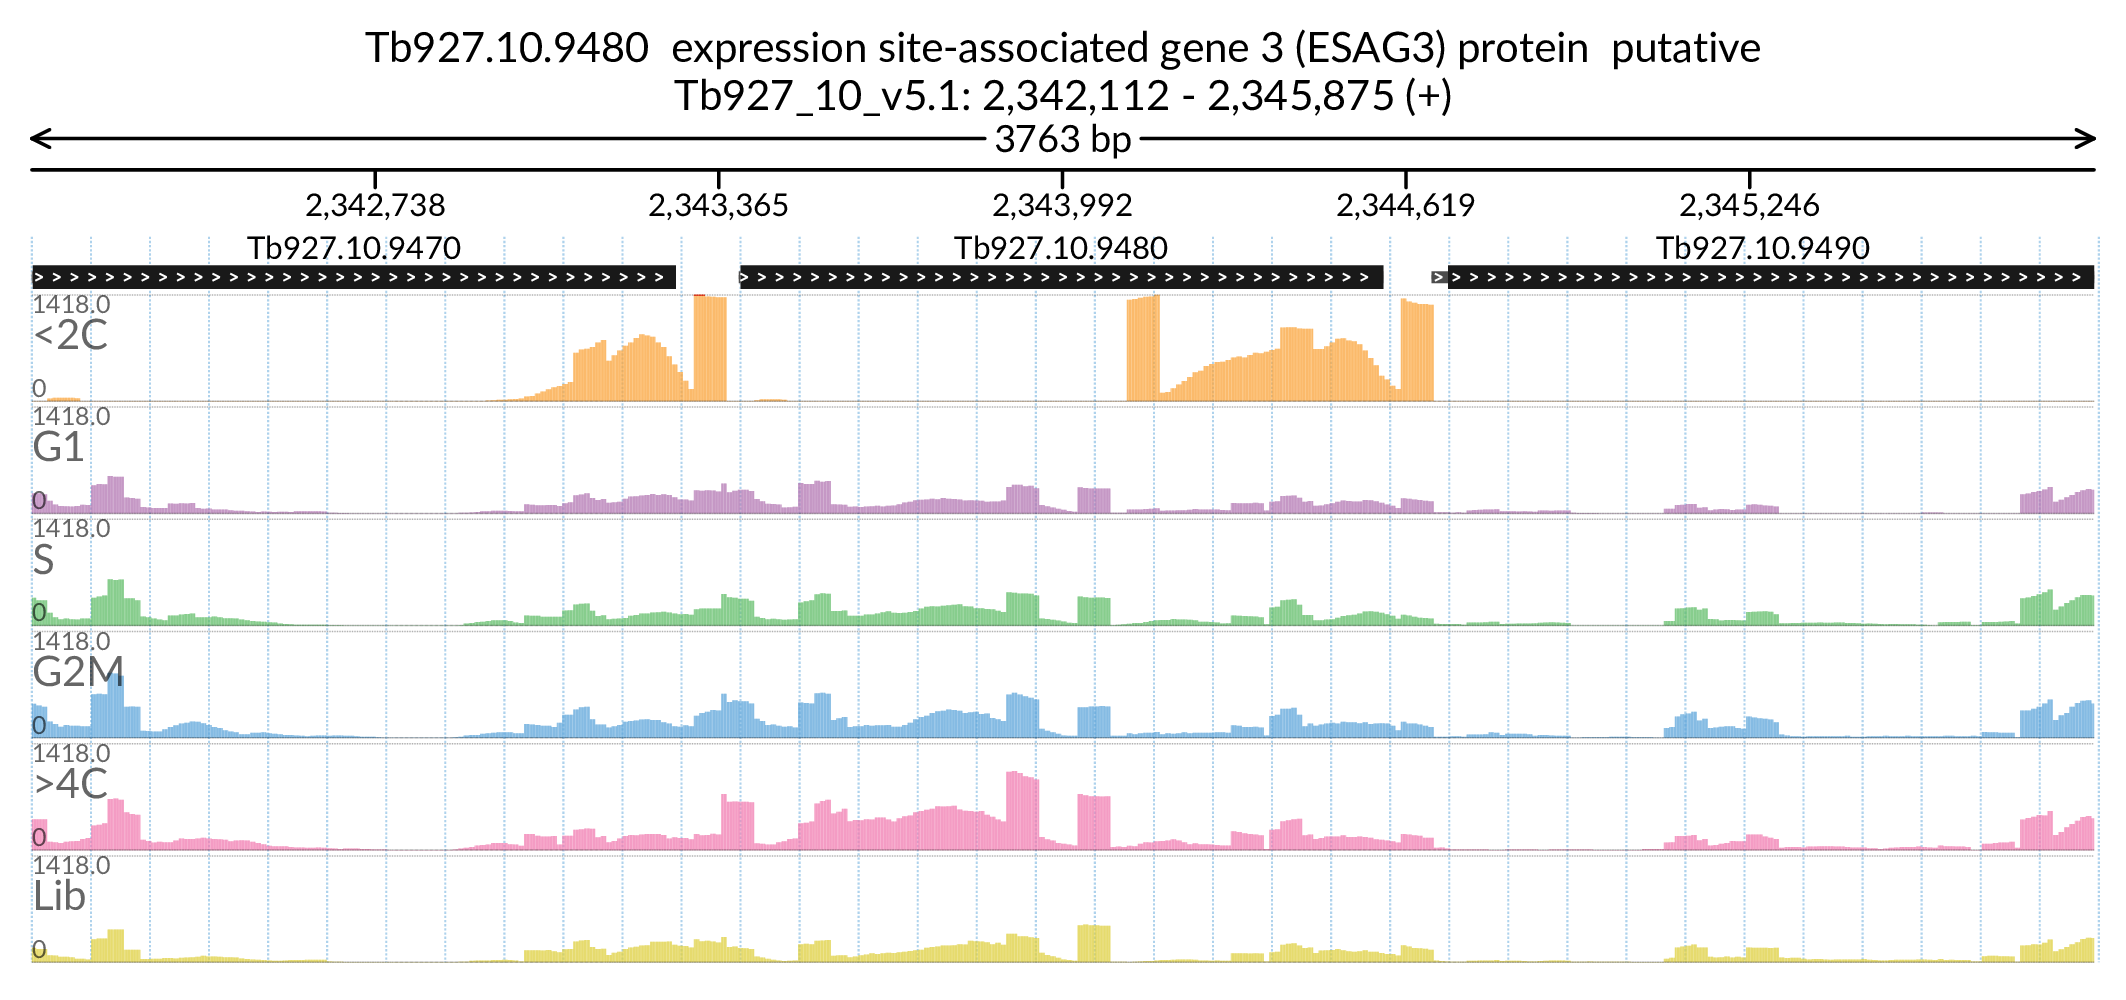 Tb927.10.9480  expression site-associated gene 3 (ESAG3) protein  putative
Tb927_10_v5.1: 2,342,112 - 2,345,875 (+)
3763 bp
2,342,738 2,343,365 2,343,992 2,344,619 2,345,246
Tb927.10.9470 Tb927.10.9480 Tb927.10.9490
1418.0
<2C
0
1418.0
G1
0
1418.0
S
0
1418.0
G2M
0
1418.0
>4C
0
1418.0
Lib
0